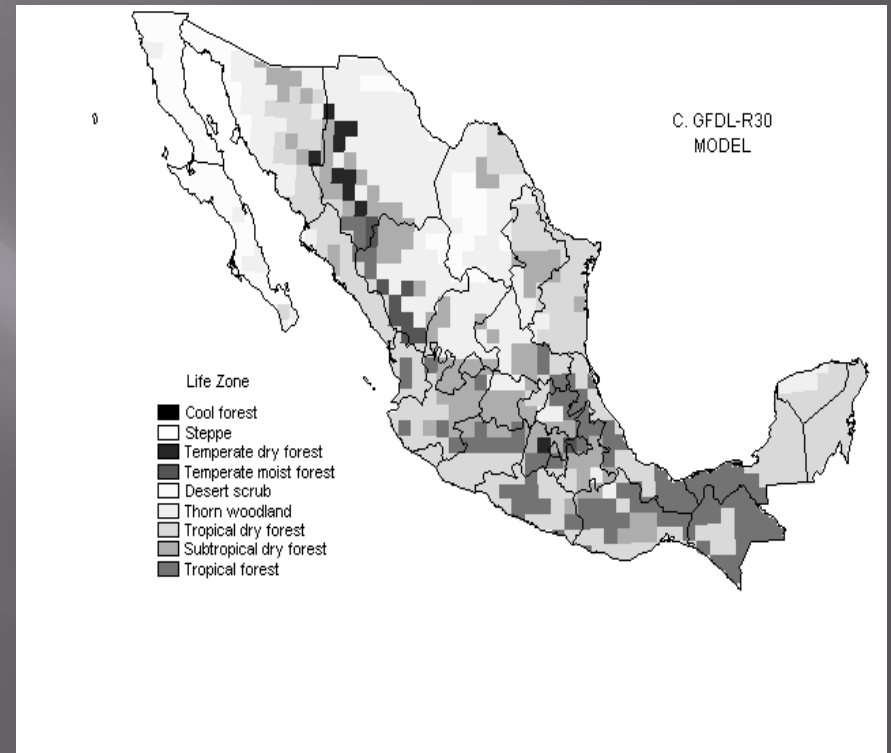 C. GFDL-R30
MODEL
Life Zone
Cool forest
Steppe
Temperate dry forest
Temperate moist forest
Desert scrub
Thorn woodland
Tropical dry forest
Subtropical dry forest
Tropical forest